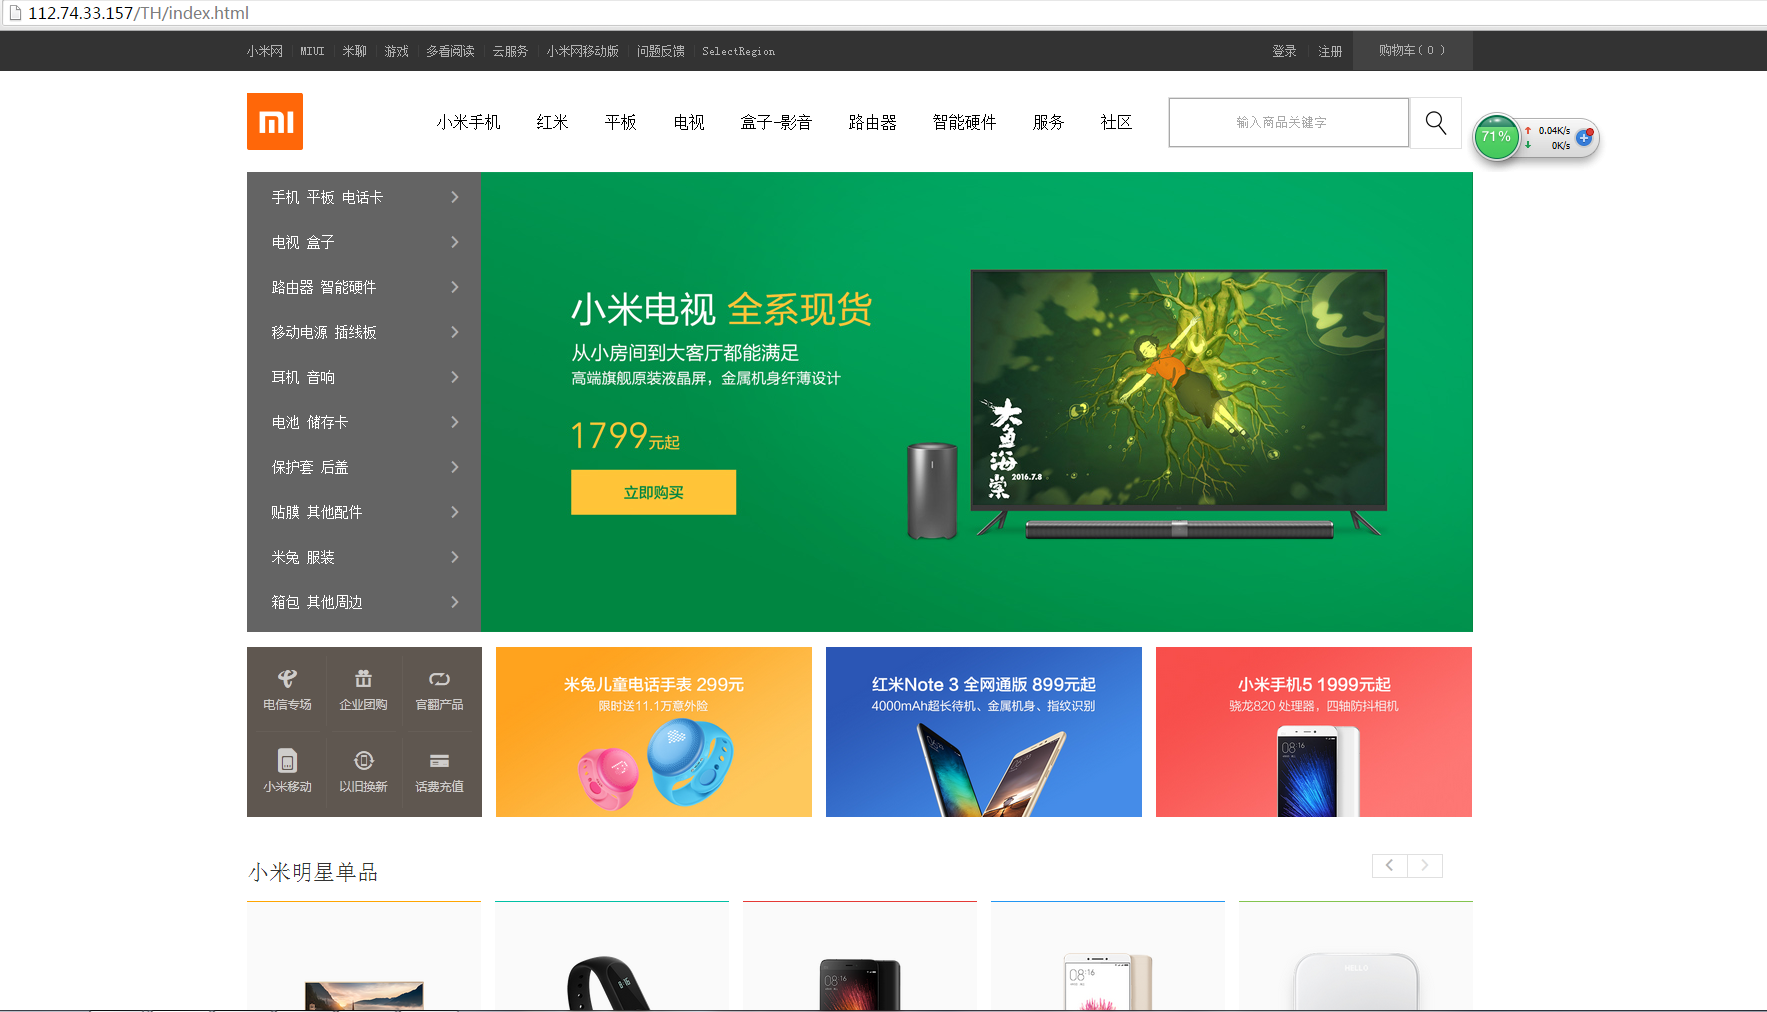 112.74.33.157/TH/index.html
小米网 MIUI 米聊 游戏 多看阅读 云服务 小米网移动版 问题反馈 SelectRegion 登录 注册 购物车( 0 )
小米手机 红米 平板 电视 盒子-影音 路由器 智能硬件 服务 社区 输入商品关键字
71% 0.04K/s
0K/s
手机 平板 电话卡
电视 盒子
路由器 智能硬件
移动电源 插线板
耳机 音响
电池 储存卡
保护套 后盖
贴膜 其他配件
米兔 服装
箱包 其他周边
小米电视 全系现货
从小房间到大客厅都能满足
高端旗舰原装液晶屏，金属机身纤薄设计
1799元起
立即购买
大鱼海棠
2016.7.8
电信专场 企业团购 官翻产品
小米移动 以旧换新 话费充值
米兔儿童电话手表 299元
限时送11.1万意外险
红米Note 3 全网通版 899元起
4000mAh超长待机、金属机身、指纹识别
小米手机5 1999元起
骁龙820 处理器，四轴防抖相机
08:16
小米明星单品
08:16
08:16
HELLO